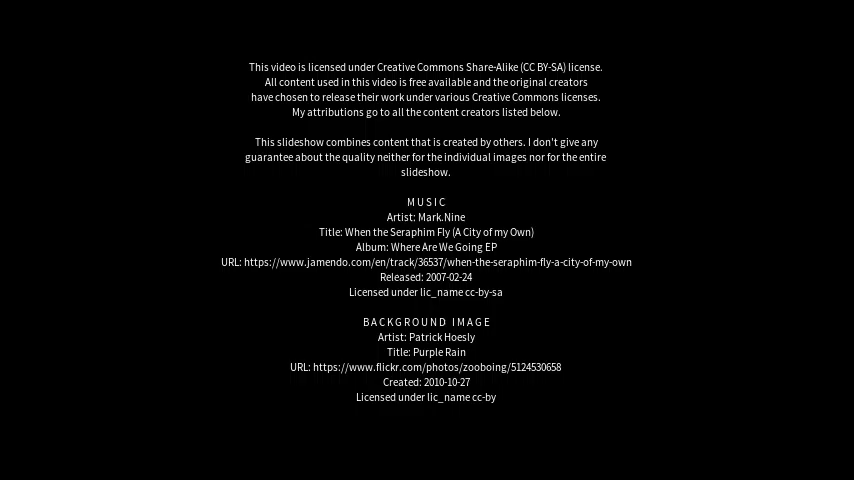 This video is licensed under Creative Commons Share-Alike (CC BY-SA) license.
All content used in this video is free available and the original creators
have chosen to release their work under various Creative Commons licenses.
My attributions go to all the content creators listed below.
This slideshow combines content that is created by others. I don't give any
guarantee about the quality neither for the individual images nor for the entire
slideshow.
MUSIC
Artist: Mark.Nine
Title: When the Seraphim Fly (A City of my Own)
Album: Where Are We Going EP
URL: https://www.jamendo.com/en/track/36537/when-the-seraphim-fly-a-city-of-my-own
Released: 2007-02-24
Licensed under lic_name cc-by-sa
BACKGROUND IMAGE
Artist: Patrick Hoesly
Title: Purple Rain
URL: https://www.flickr.com/photos/zooboing/5124530658
Created: 2010-10-27
Licensed under lic_name cc-by